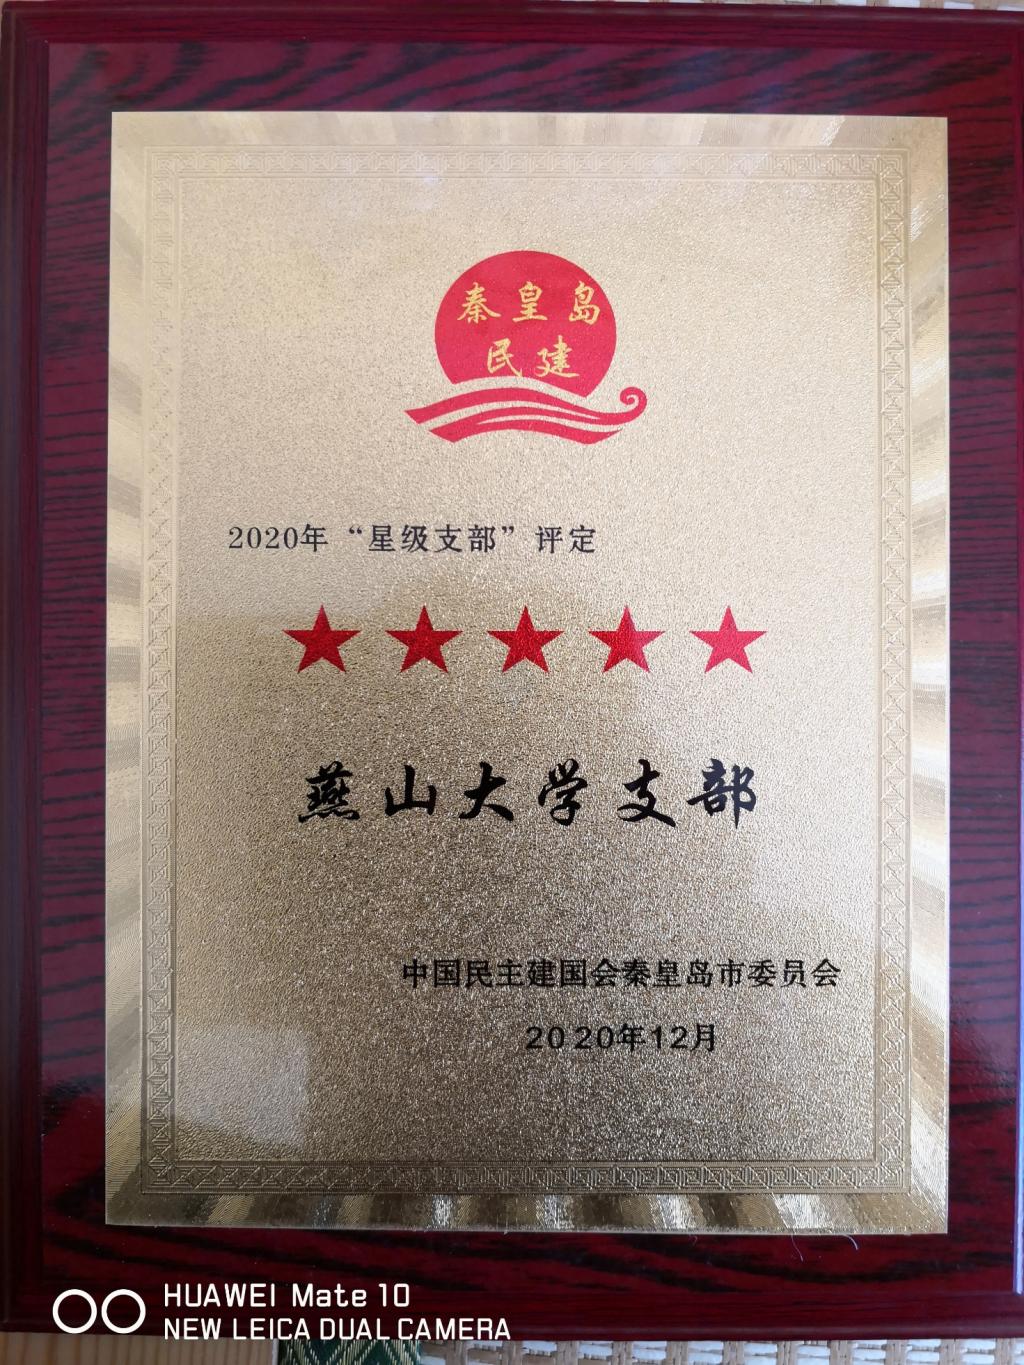 秦皇岛
民建
2020年“星级支部”评定
燕山大学支部
中国民主建国会秦皇岛市委员会
2020年12月
HUAWEI Mate 10
NEW LEICA DUAL CAMERA